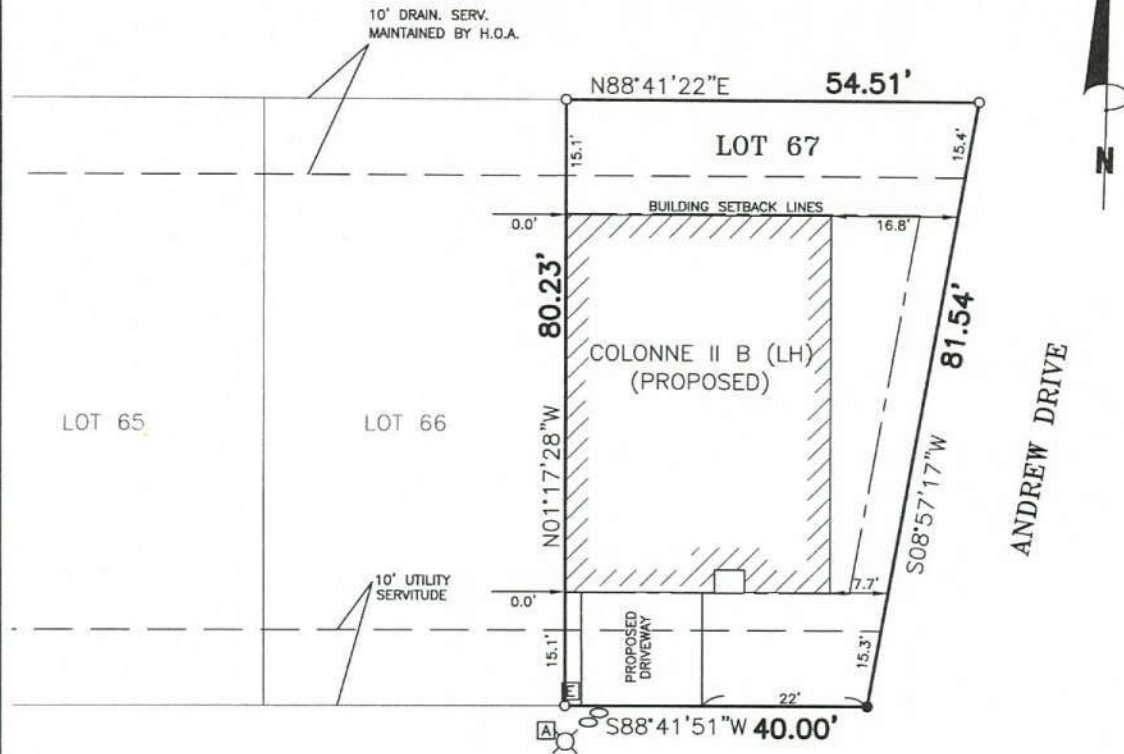 10' DRAIN. SERV.
MAINTAINED BY H.O.A.
N88°41'22"E 54.51'
N
15.1'
LOT 67
15.4'
BUILDING SETBACK LINES
0.0'
16.8'
80.23'
81.54'
COLONNE II B (LH)
(PROPOSED)
LOT 65
LOT 66
N01°17'28"W
S08°57'17"W
ANDREW DRIVE
10' UTILITY
SERVITUDE
0.0'
7.7'
15.1'
PROPOSED
DRIVEWAY
15.3'
22'
E
A
S88°41'51"W 40.00'